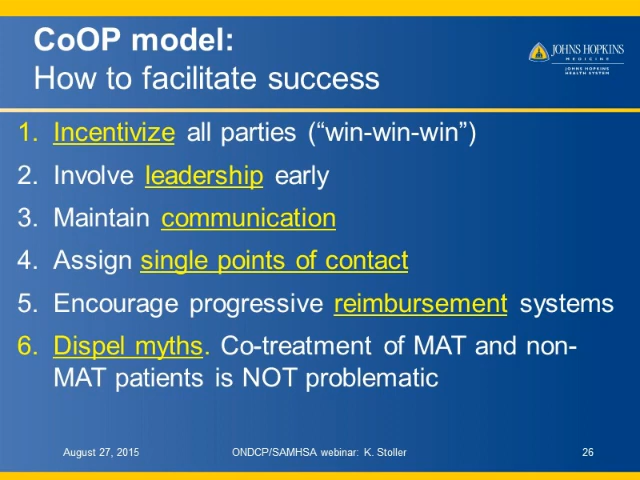 CoOP model:
How to facilitate success
JOHNS HOPKINS
MEDICINE
JOHNS HOPKINS
HEALTH SYSTEM
1. Incentivize all parties (“win-win-win”)
2. Involve leadership early
3. Maintain communication
4. Assign single points of contact
5. Encourage progressive reimbursement systems
6. Dispel myths. Co-treatment of MAT and non-
MAT patients is NOT problematic
August 27, 2015 ONDCP/SAMHSA webinar: K. Stoller 26